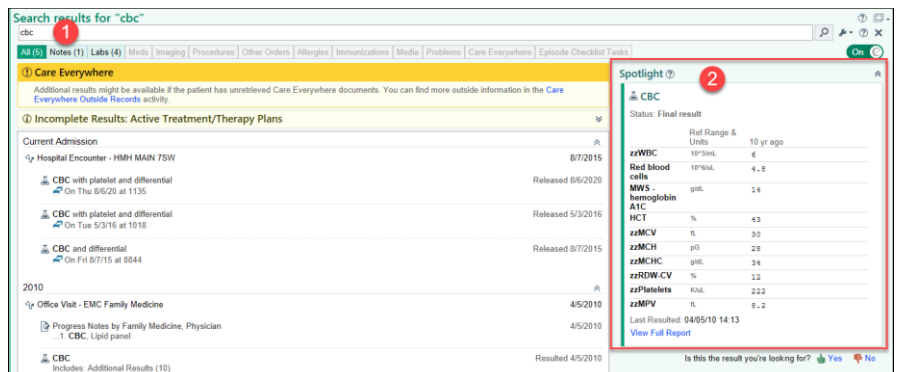 Search results for "cbc"
cbc
1
All (5) Notes (1) Labs (4) Meds Imaging Procedures Other Orders Allergies Immunizations Media Problems Care Everywhere Episode Checklist Tasks
On
Care Everywhere
Additional results might be available if the patient has unretrieved Care Everywhere documents. You can find more outside information in the Care
Everywhere Outside Records activity.
Incomplete Results: Active Treatment/Therapy Plans
Current Admission
Hospital Encounter - HMH MAIN 7SW 8/7/2015
CBC with platelet and differential Released 8/6/2020
On Thu 8/6/20 at 1135
CBC with platelet and differential Released 5/3/2016
On Tue 5/3/16 at 1018
CBC and differential Released 8/7/2015
On Fri 8/7/15 at 0844
2010
Office Visit - EMC Family Medicine 4/5/2010
Progress Notes by Family Medicine, Physician 4/5/2010
...1. CBC, Lipid panel
CBC Resulted 4/5/2010
Includes: Additional Results (10)
Spotlight
2
CBC
Status: Final result
Ref Range &
Units 10 yr ago
zzWBC 10^3/mL 6
Red blood 10^6/uL 4.8
cells
MWS - g/dL 14
hemoglobin
A1C
HCT % 43
zzMCV fL 30
zzMCH pG 28
zzMCHC g/dL 34
zzRDW-CV % 12
zzPlatelets K/uL 222
zzMPV fL 8.2
Last Resulted: 04/05/10 14:13
View Full Report
Is this the result you're looking for? Yes No